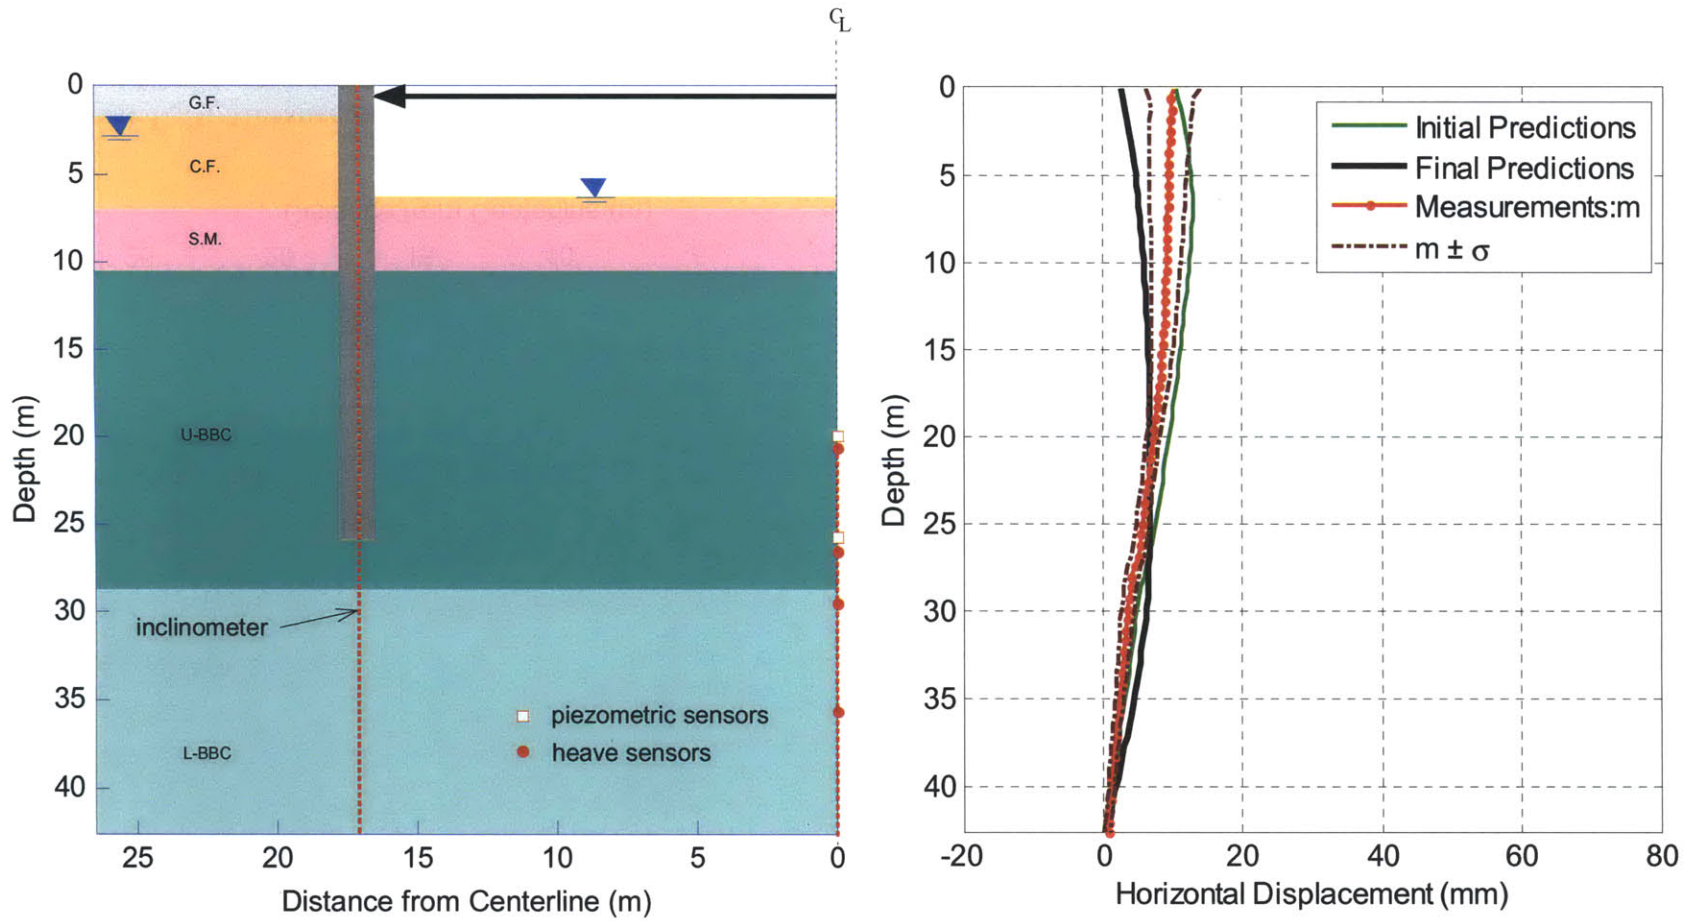 ℄
0
5
10
15
20
25
30
35
40
Depth (m)
G.F.
C.F.
S.M.
U-BBC
inclinometer
L-BBC
piezometric sensors
heave sensors
25 20 15 10 5 0
Distance from Centerline (m)
0
5
10
15
20
25
30
35
40
Depth (m)
Initial Predictions
Final Predictions
Measurements:m
m ± σ
-20 0 20 40 60 80
Horizontal Displacement (mm)